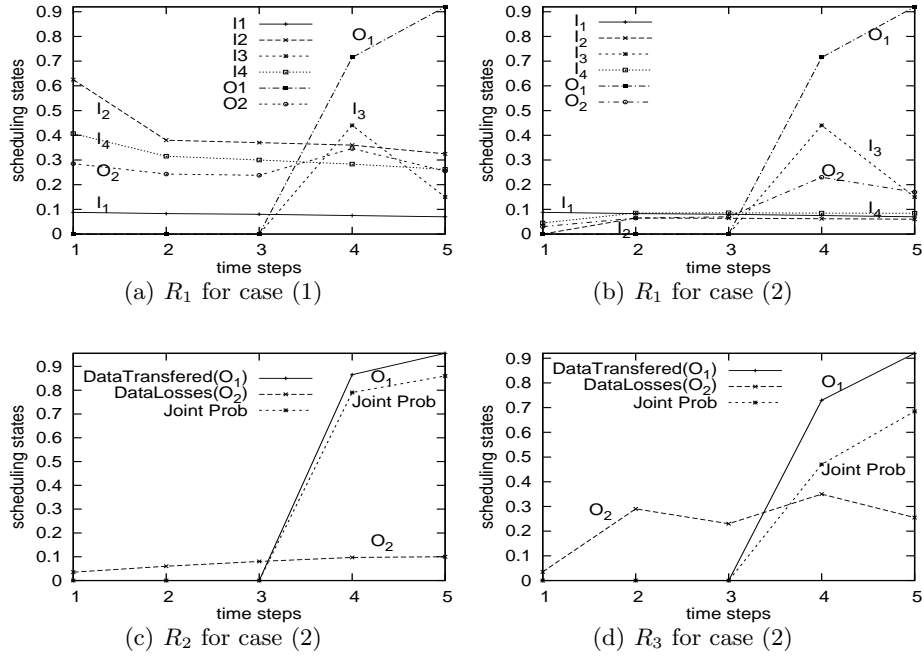 0.9
0.8
0.7
0.6
0.5
0.4
0.3
0.2
0.1
0
scheduling states
I1
I2
I3
I4
O1
O2
O₁
I₂
I₄
O₂
I₁
I₃
1 2 3 4 5
time steps
(a) R₁ for case (1)
0.9
0.8
0.7
0.6
0.5
0.4
0.3
0.2
0.1
0
scheduling states
I₁
I₂
I₃
I₄
O₁
O₂
O₁
I₃
O₂
I₁
I₄
I₂
1 2 3 4 5
time steps
(b) R₁ for case (2)
0.9
0.8
0.7
0.6
0.5
0.4
0.3
0.2
0.1
0
scheduling states
DataTransfered(O₁)
DataLosses(O₂)
Joint Prob
O₁
Joint Prob
O₂
1 2 3 4 5
time steps
(c) R₂ for case (2)
0.9
0.8
0.7
0.6
0.5
0.4
0.3
0.2
0.1
0
scheduling states
DataTransfered(O₁)
DataLosses(O₂)
Joint Prob
O₁
Joint Prob
O₂
1 2 3 4 5
time steps
(d) R₃ for case (2)